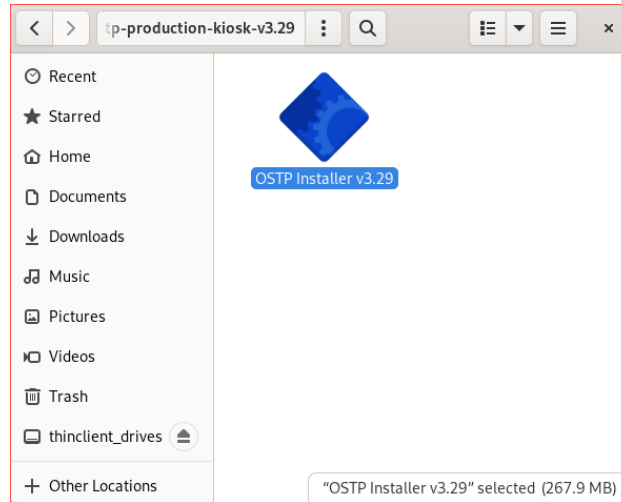 tp-production-kiosk-v3.29
Recent
Starred
Home
Documents
Downloads
Music
Pictures
Videos
Trash
thinclient_drives
Other Locations
OSTP Installer v3.29
“OSTP Installer v3.29” selected (267.9 MB)